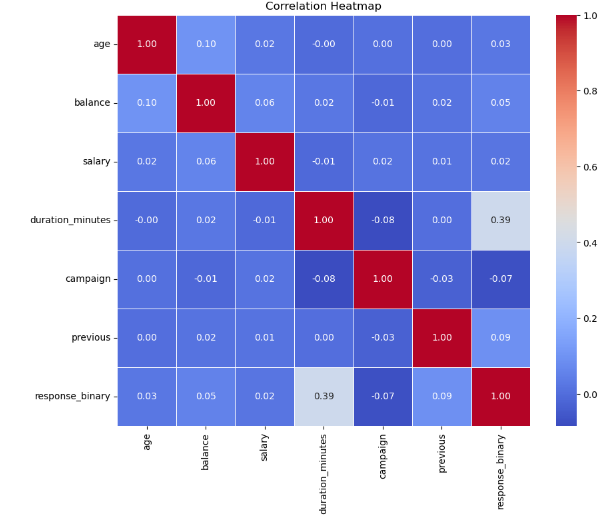 Correlation Heatmap
age 1.00 0.10 0.02 -0.00 0.00 0.00 0.03
balance 0.10 1.00 0.06 0.02 -0.01 0.02 0.05
salary 0.02 0.06 1.00 -0.01 0.02 0.01 0.02
duration_minutes -0.00 0.02 -0.01 1.00 -0.08 0.00 0.39
campaign 0.00 -0.01 0.02 -0.08 1.00 -0.03 -0.07
previous 0.00 0.02 0.01 0.00 -0.03 1.00 0.09
response_binary 0.03 0.05 0.02 0.39 -0.07 0.09 1.00
age balance salary duration_minutes campaign previous response_binary
1.0
0.8
0.6
0.4
0.2
0.0